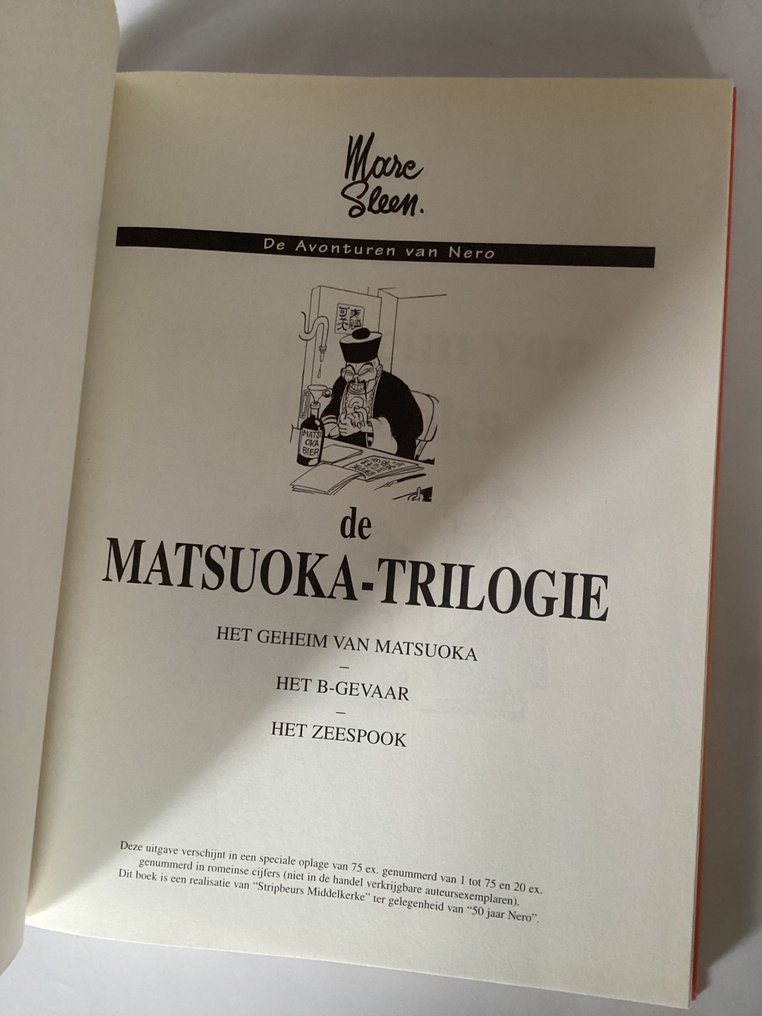 Marc
Sleen.
De Avonturen van Nero
MATS
UOKA
BIER
de
MATSUOKA-TRILOGIE
HET GEHEIM VAN MATSUOKA
–
HET B-GEVAAR
–
HET ZEESPOOK
Deze uitgave verschijnt in een speciale oplage van 75 ex. genummerd van 1 tot 75 en 20 ex.
genummerd in romeinse cijfers (niet in de handel verkrijgbare auteursexemplaren).
Dit boek is een realisatie van “Stripbeurs Middelkerke” ter gelegenheid van “50 jaar Nero”.